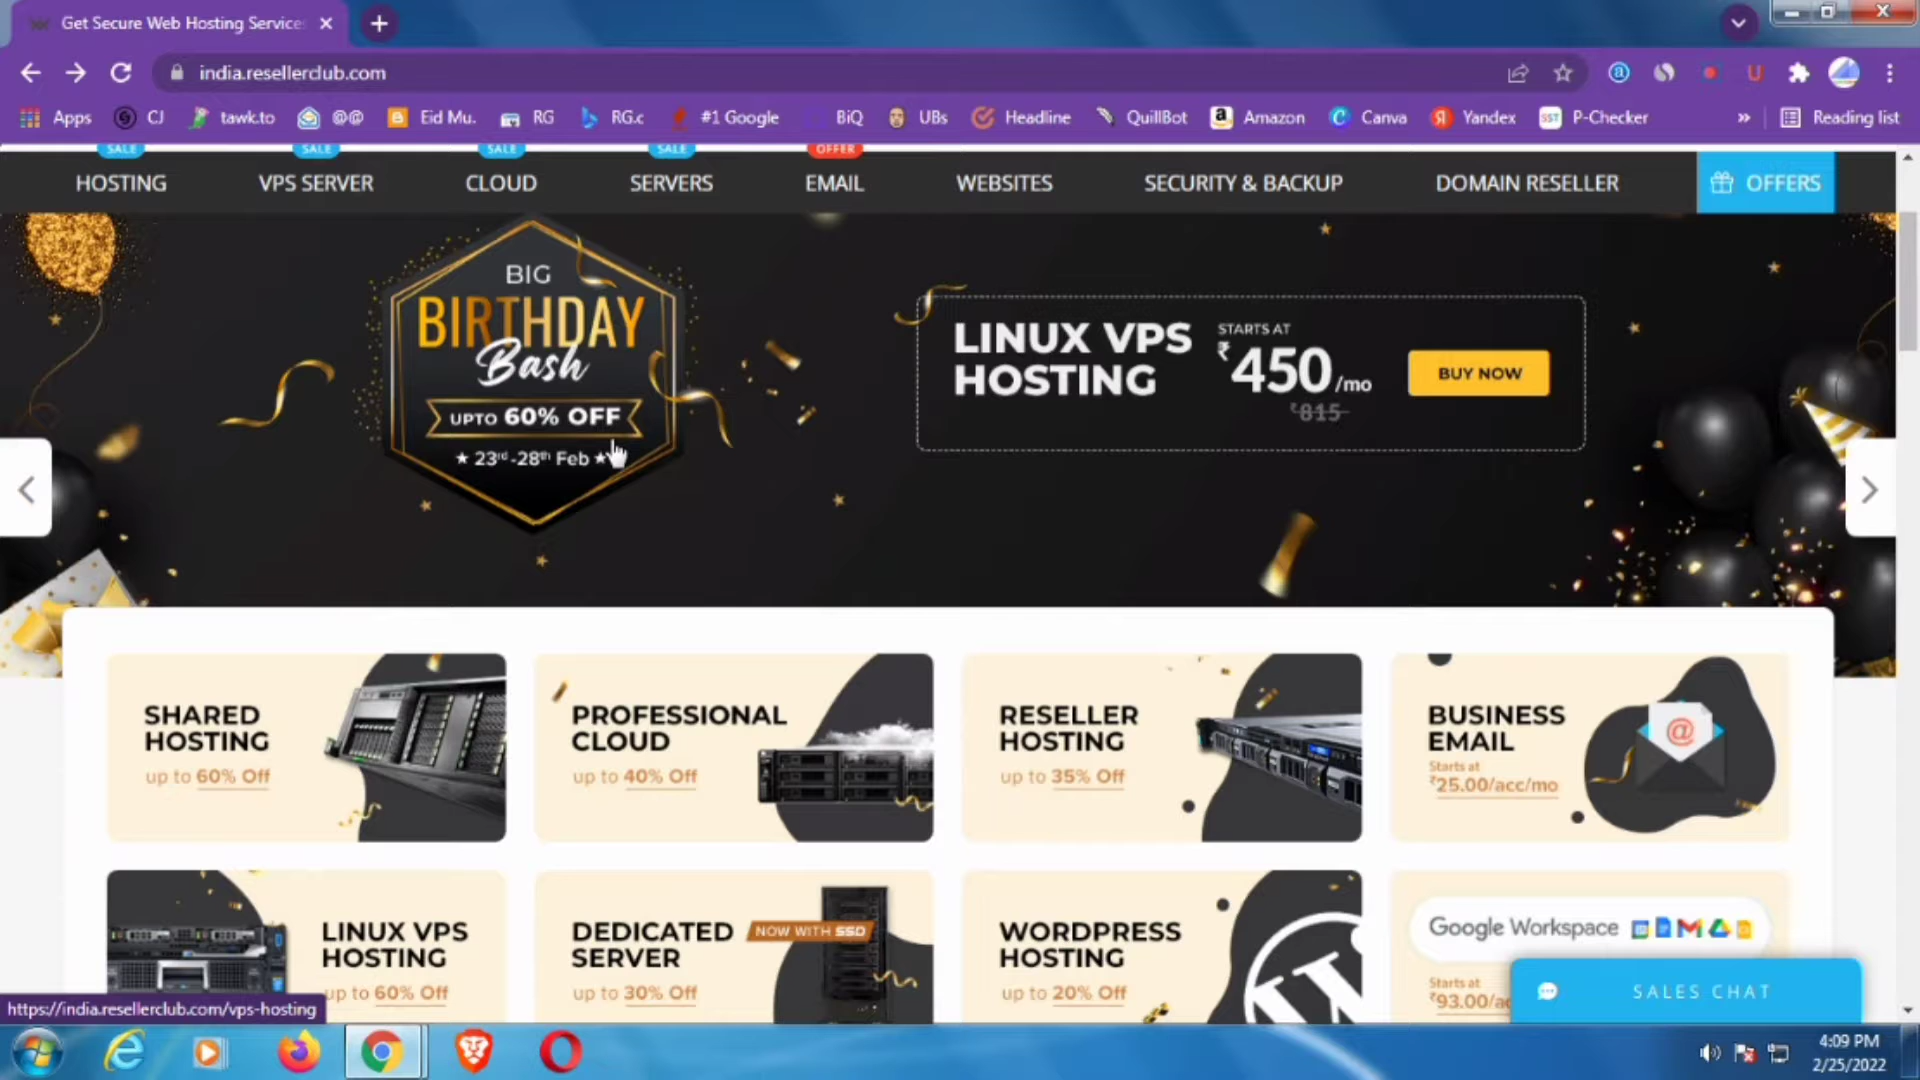 Get Secure Web Hosting Services
india.resellerclub.com
Apps CJ tawk.to @@ Eid Mu. RG RG.c #1 Google BiQ UBs Headline QuillBot Amazon Canva Yandex P-Checker » Reading list
SALE SALE SALE SALE OFFER
HOSTING VPS SERVER CLOUD SERVERS EMAIL WEBSITES SECURITY & BACKUP DOMAIN RESELLER OFFERS
BIG
BIRTHDAY
Bash
UPTO 60% OFF
★ 23rd-28th Feb ★
LINUX VPS
HOSTING
STARTS AT
₹450/mo
₹815
BUY NOW
SHARED
HOSTING
up to 60% Off
PROFESSIONAL
CLOUD
up to 40% Off
RESELLER
HOSTING
up to 35% Off
BUSINESS
EMAIL
Starts at
₹25.00/acc/mo
@
LINUX VPS
HOSTING
up to 60% Off
DEDICATED
SERVER
NOW WITH SSD
up to 30% Off
WORDPRESS
HOSTING
up to 20% Off
Google Workspace
Starts at
₹93.00/ac
SALES CHAT
https://india.resellerclub.com/vps-hosting
4:09 PM
2/25/2022